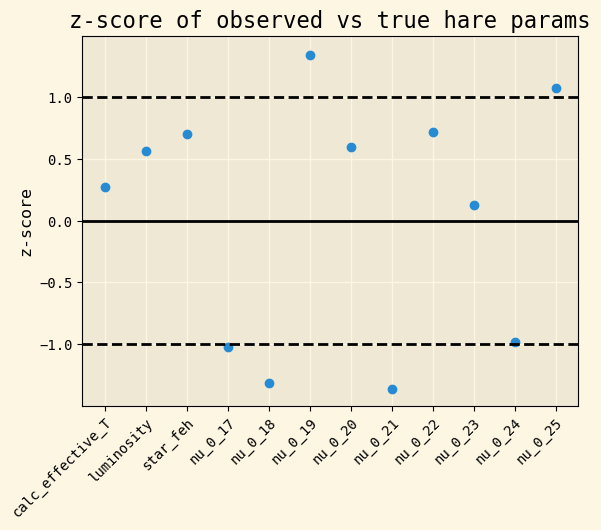 z-score of observed vs true hare params
z-score
1.0
0.5
0.0
−0.5
−1.0
calc_effective_T
luminosity
star_feh
nu_0_17
nu_0_18
nu_0_19
nu_0_20
nu_0_21
nu_0_22
nu_0_23
nu_0_24
nu_0_25